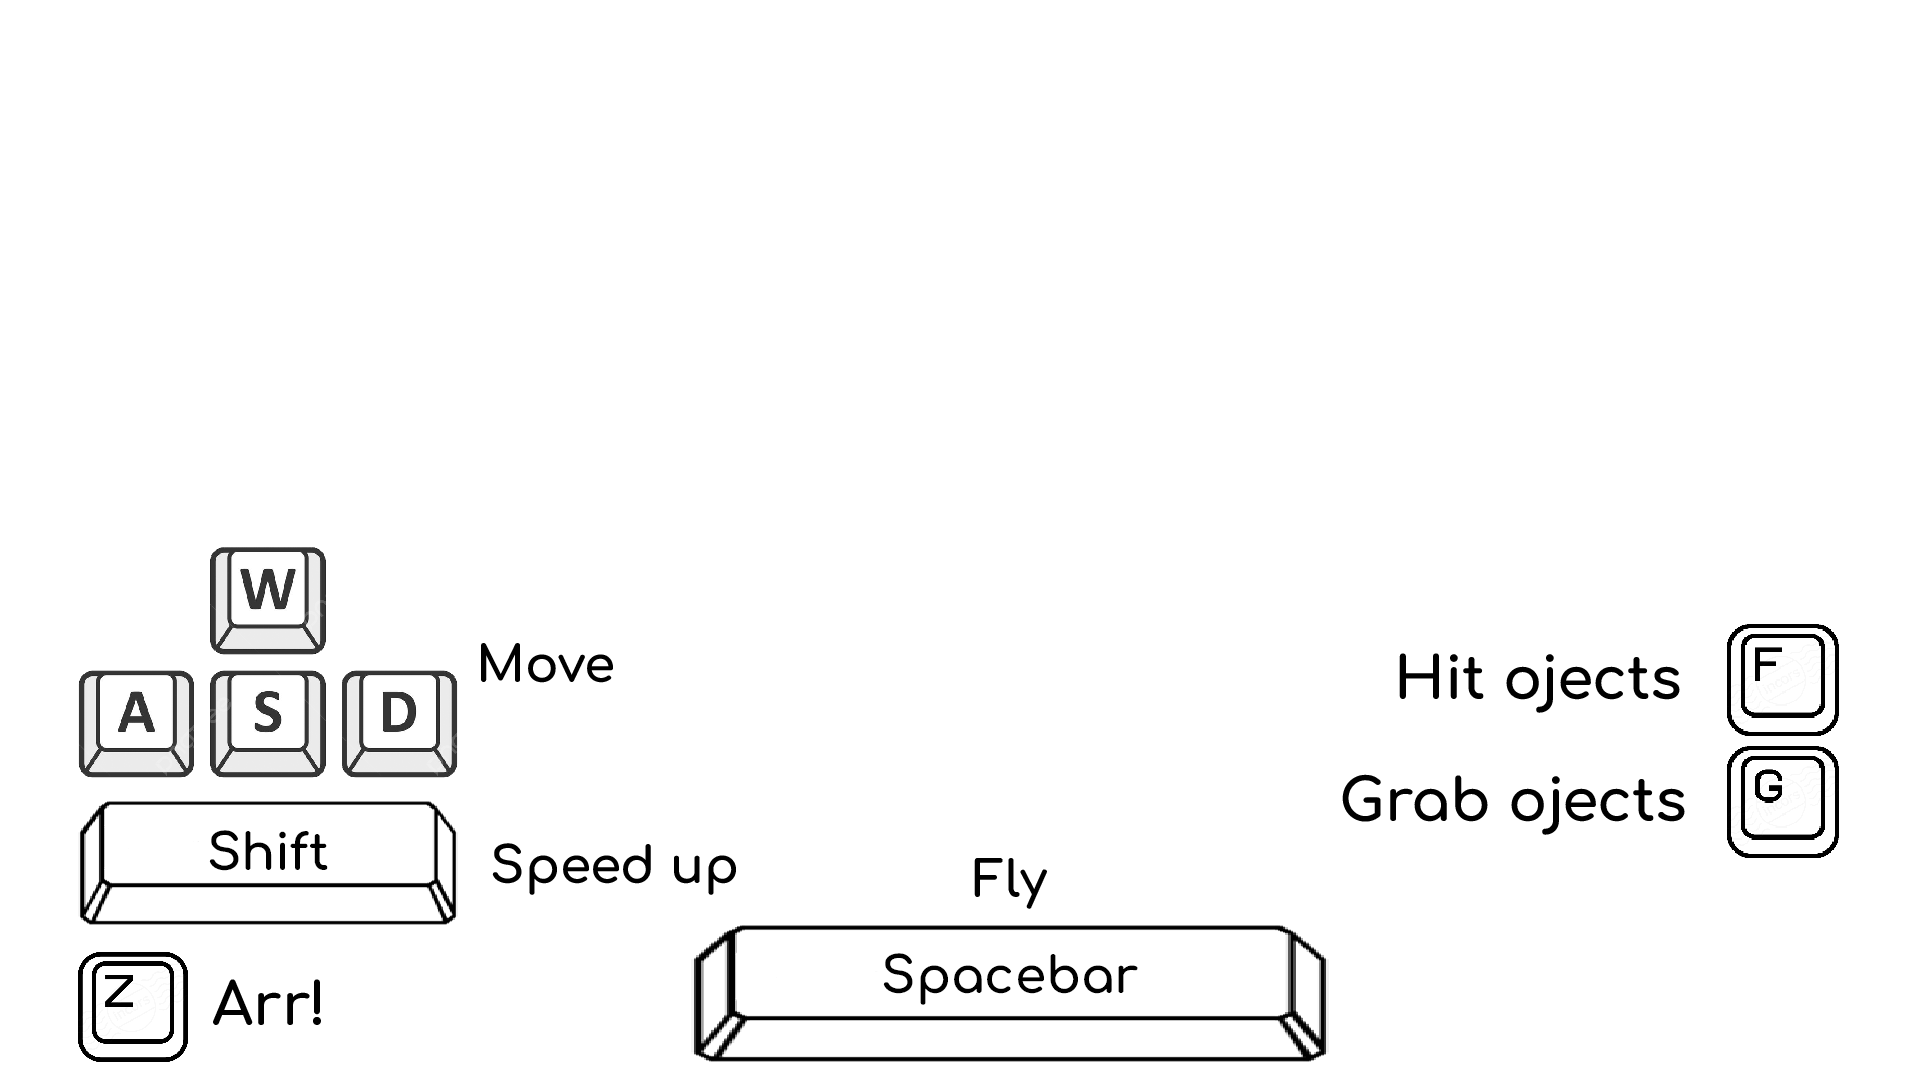 W
A S D
Move
Shift
Speed up
Z
Arr!
Fly
Spacebar
Hit ojects
F
Grab ojects
G